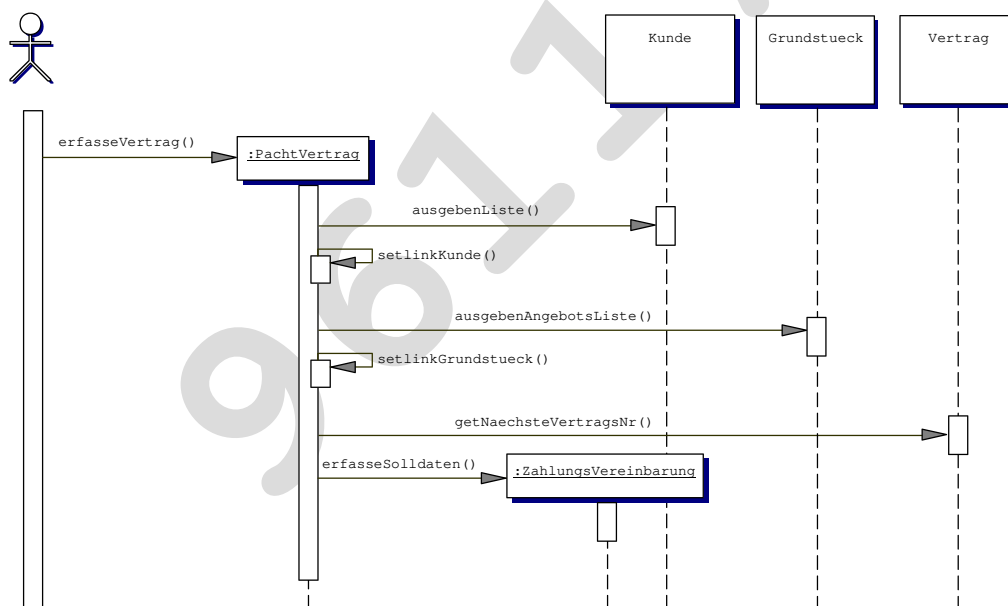 Kunde
Grundstueck
Vertrag
erfasseVertrag()
:PachtVertrag
ausgebenListe()
setlinkKunde()
ausgebenAngebotsListe()
setlinkGrundstueck()
getNaechsteVertragsNr()
erfasseSolldaten()
:ZahlungsVereinbarung